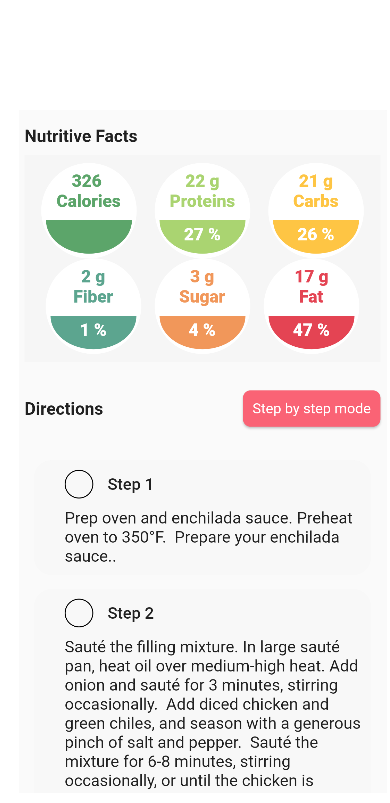 Nutritive Facts
326 22 g 21 g
Calories Proteins Carbs
27 % 26 %
2 g 3 g 17 g
Fiber Sugar Fat
1 % 4 % 47 %
Directions Step by step mode
Step 1
Prep oven and enchilada sauce. Preheat
oven to 350°F.  Prepare your enchilada
sauce..
Step 2
Sauté the filling mixture. In large sauté
pan, heat oil over medium-high heat. Add
onion and sauté for 3 minutes, stirring
occasionally.  Add diced chicken and
green chiles, and season with a generous
pinch of salt and pepper.  Sauté the
mixture for 6-8 minutes, stirring
occasionally, or until the chicken is